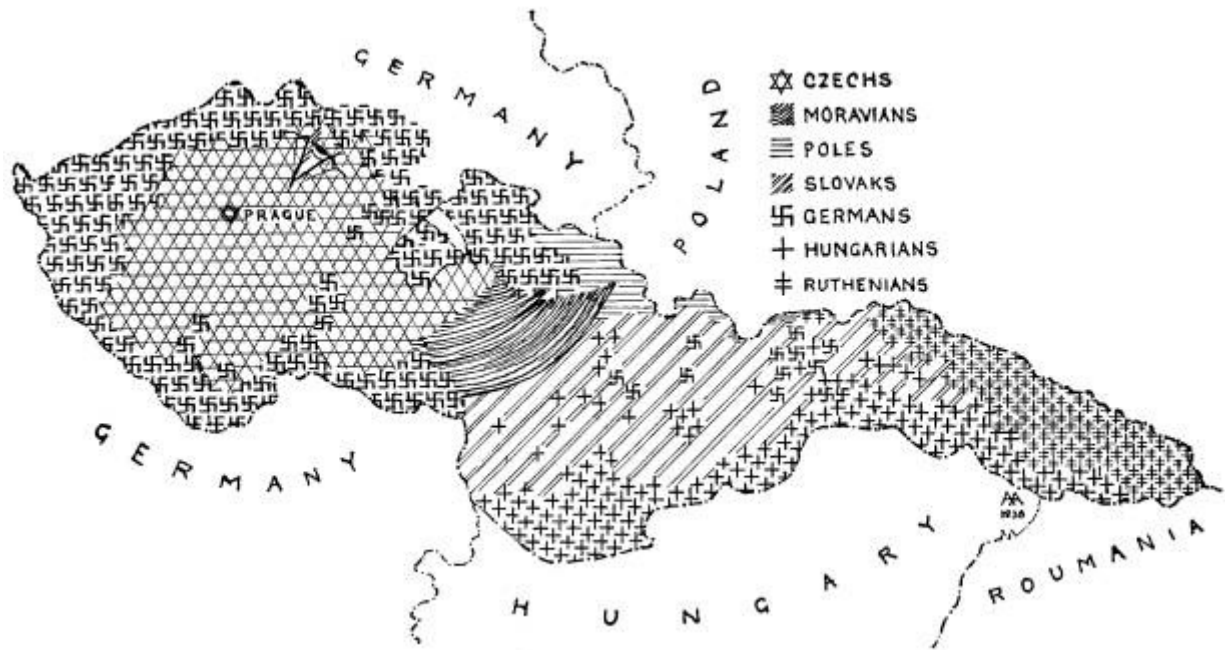 GERMANY
POLAND
CZECHS
MORAVIANS
POLES
SLOVAKS
GERMANS
HUNGARIANS
RUTHENIANS
PRAGUE
GERMANY
HUNGARY
1938
ROUMANIA